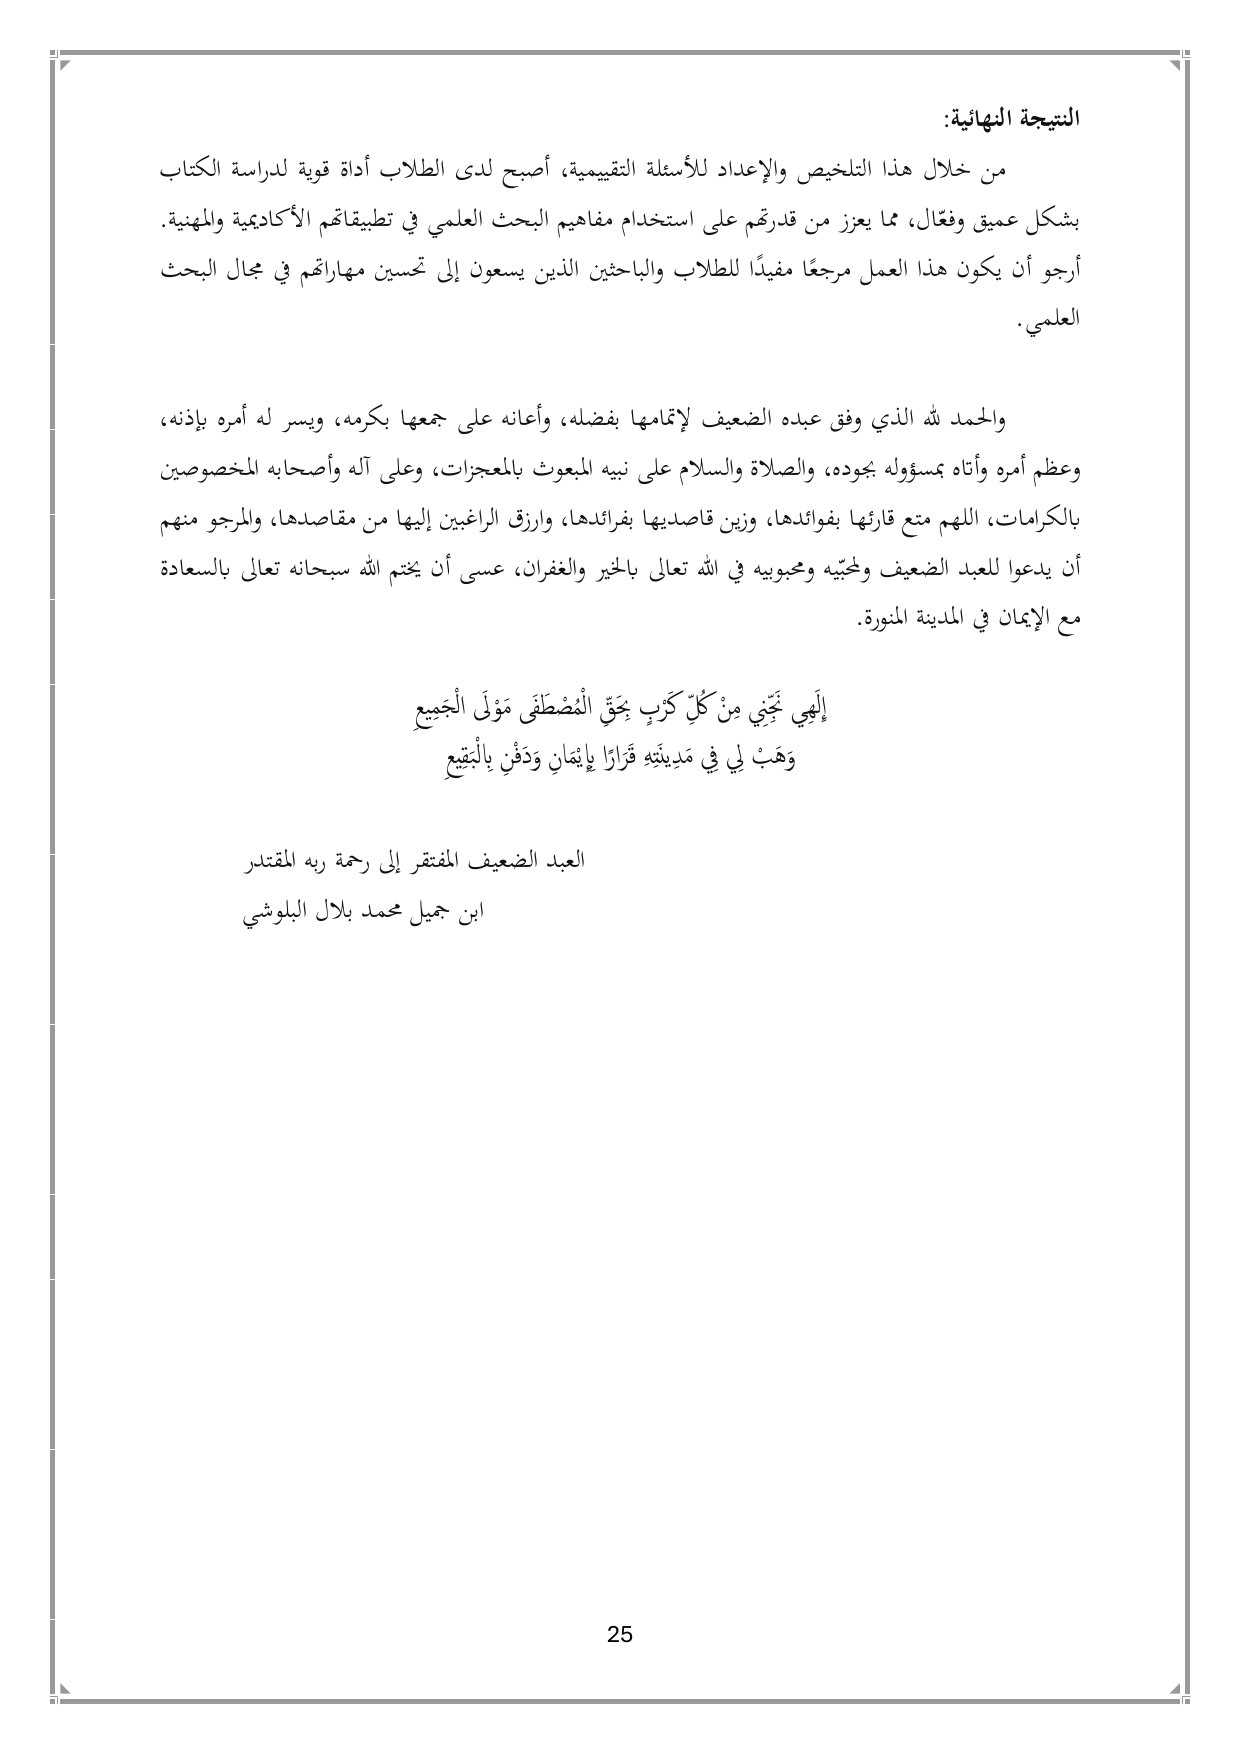 النتيجة النهائية:
من خلال هذا التلخيص والإعداد للأسئلة التقييمية، أصبح لدى الطلاب أداة قوية لدراسة الكتاب
بشكل عميق وفعّال، مما يعزز من قدرتهم على استخدام مفاهيم البحث العلمي في تطبيقاتهم الأكاديمية والمهنية.
أرجو أن يكون هذا العمل مرجعًا مفيدًا للطلاب والباحثين الذين يسعون إلى تحسين مهاراتهم في مجال البحث
العلمي.
والحمد لله الذي وفق عبده الضعيف لإتمامها بفضله، وأعانه على جمعها بكرمه، ويسر له أمره بإذنه،
وعظم أمره وأتاه بمسؤوله بجوده، والصلاة والسلام على نبيه المبعوث بالمعجزات، وعلى آله وأصحابه المخصوصين
بالكرامات، اللهم متع قارئها بفوائدها، وزين قاصديها بفرائدها، وارزق الراغبين إليها من مقاصدها، والمرجو منهم
أن يدعوا للعبد الضعيف ولمحبّيه ومحبوبيه في الله تعالى بالخير والغفران، عسى أن يختم الله سبحانه تعالى بالسعادة
مع الإيمان في المدينة المنورة.
إِلَهِي نَجِّنِي مِنْ كُلِّ كَرْبٍ بِحَقِّ الْمُصْطَفَى مَوْلَى الْجَمِيعِ
وَهَبْ لِي فِي مَدِينَتِهِ قَرَارًا بِإِيْمَانِ وَدَفْنِ بِالْبَقِيعِ
العبد الضعيف المفتقر إلى رحمة ربه المقتدر
ابن جميل محمد بلال البلوشي
25